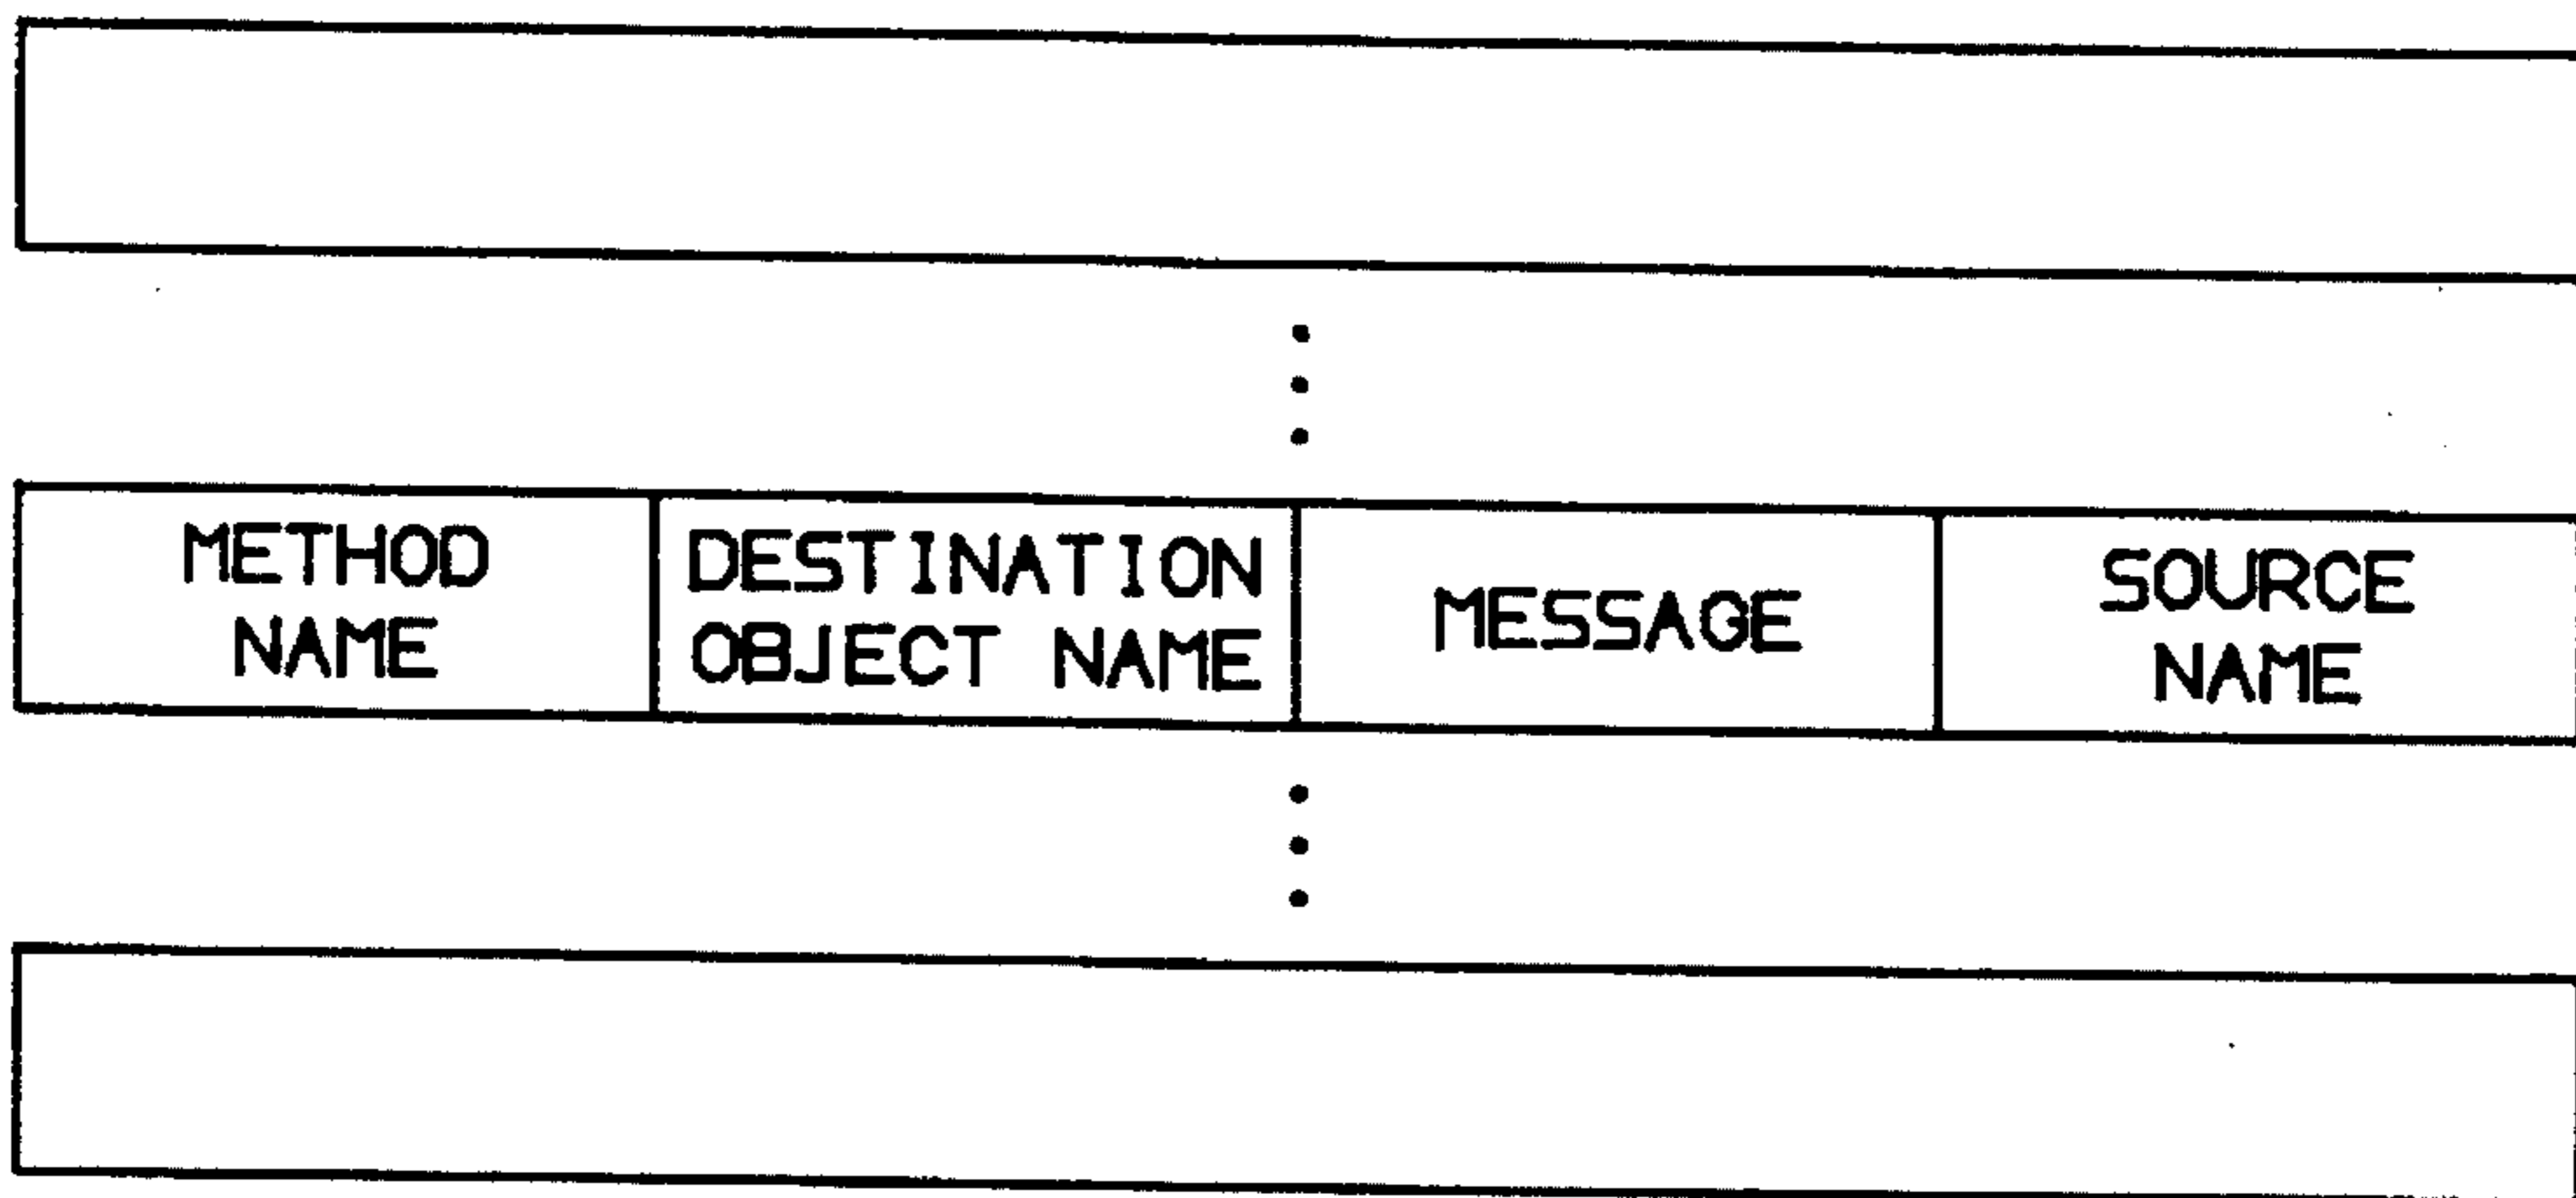 METHOD
NAME
DESTINATION
OBJECT NAME
MESSAGE
SOURCE
NAME